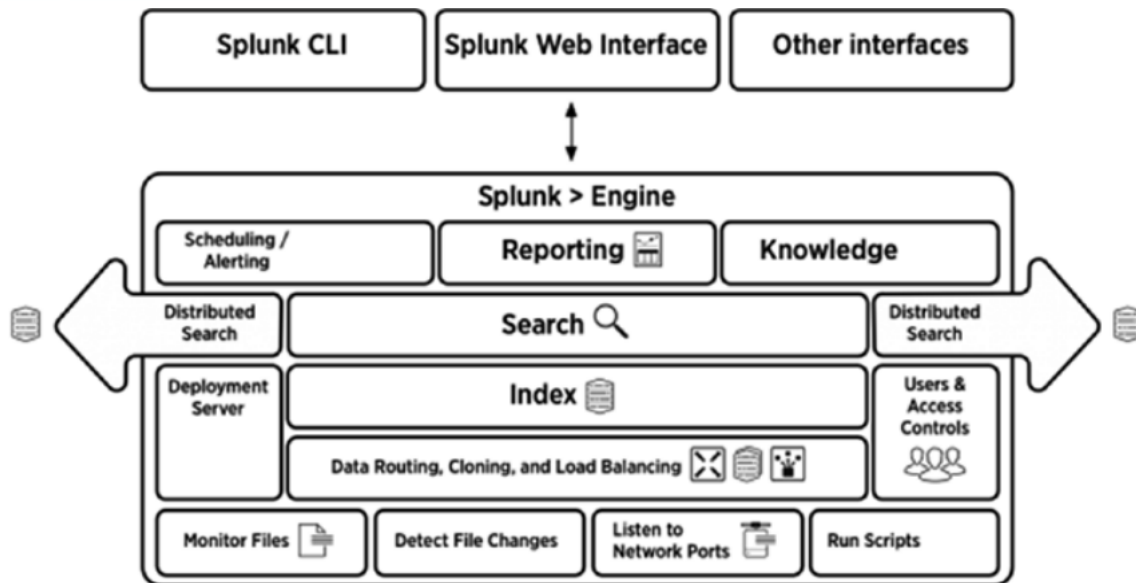 Splunk CLI
Splunk Web Interface
Other interfaces
Splunk > Engine
Scheduling /
Alerting
Reporting
Knowledge
Distributed
Search
Search
Distributed
Search
Deployment
Server
Index
Users &
Access
Controls
Data Routing, Cloning, and Load Balancing
Monitor Files
Detect File Changes
Listen to
Network Ports
Run Scripts